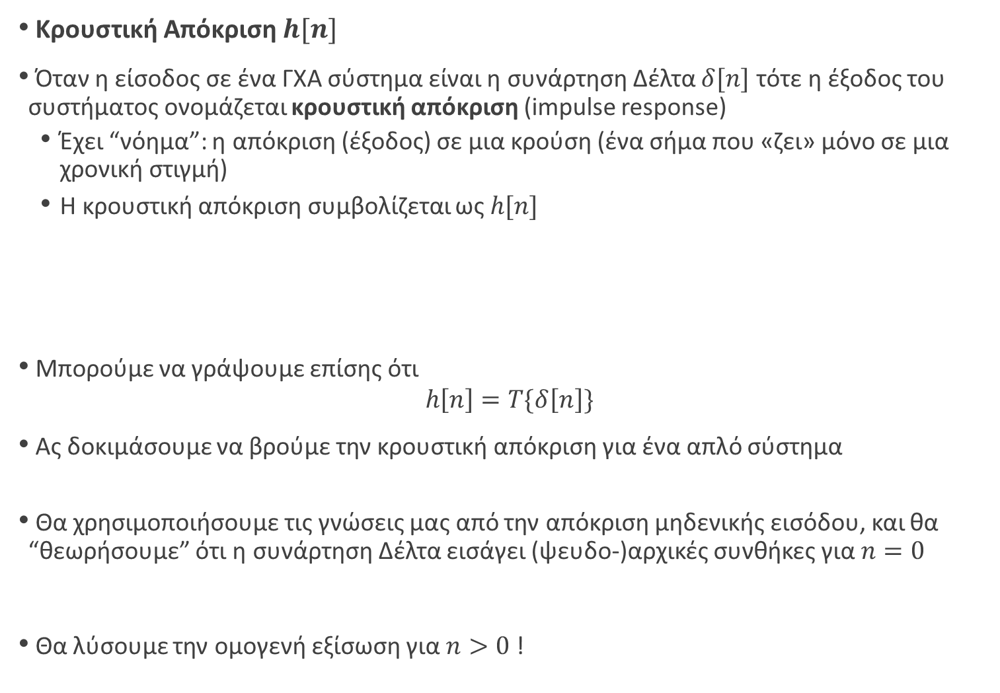 • Κρουστική Απόκριση h[n]
• Όταν η είσοδος σε ένα ΓΧΑ σύστημα είναι η συνάρτηση Δέλτα δ[n] τότε η έξοδος του
συστήματος ονομάζεται κρουστική απόκριση (impulse response)
• Έχει “νόημα”: η απόκριση (έξοδος) σε μια κρούση (ένα σήμα που «ζει» μόνο σε μια
χρονική στιγμή)
• Η κρουστική απόκριση συμβολίζεται ως h[n]
• Μπορούμε να γράψουμε επίσης ότι
h[n] = T{δ[n]}
• Ας δοκιμάσουμε να βρούμε την κρουστική απόκριση για ένα απλό σύστημα
• Θα χρησιμοποιήσουμε τις γνώσεις μας από την απόκριση μηδενικής εισόδου, και θα
“θεωρήσουμε” ότι η συνάρτηση Δέλτα εισάγει (ψευδο-)αρχικές συνθήκες για n = 0
• Θα λύσουμε την ομογενή εξίσωση για n > 0 !